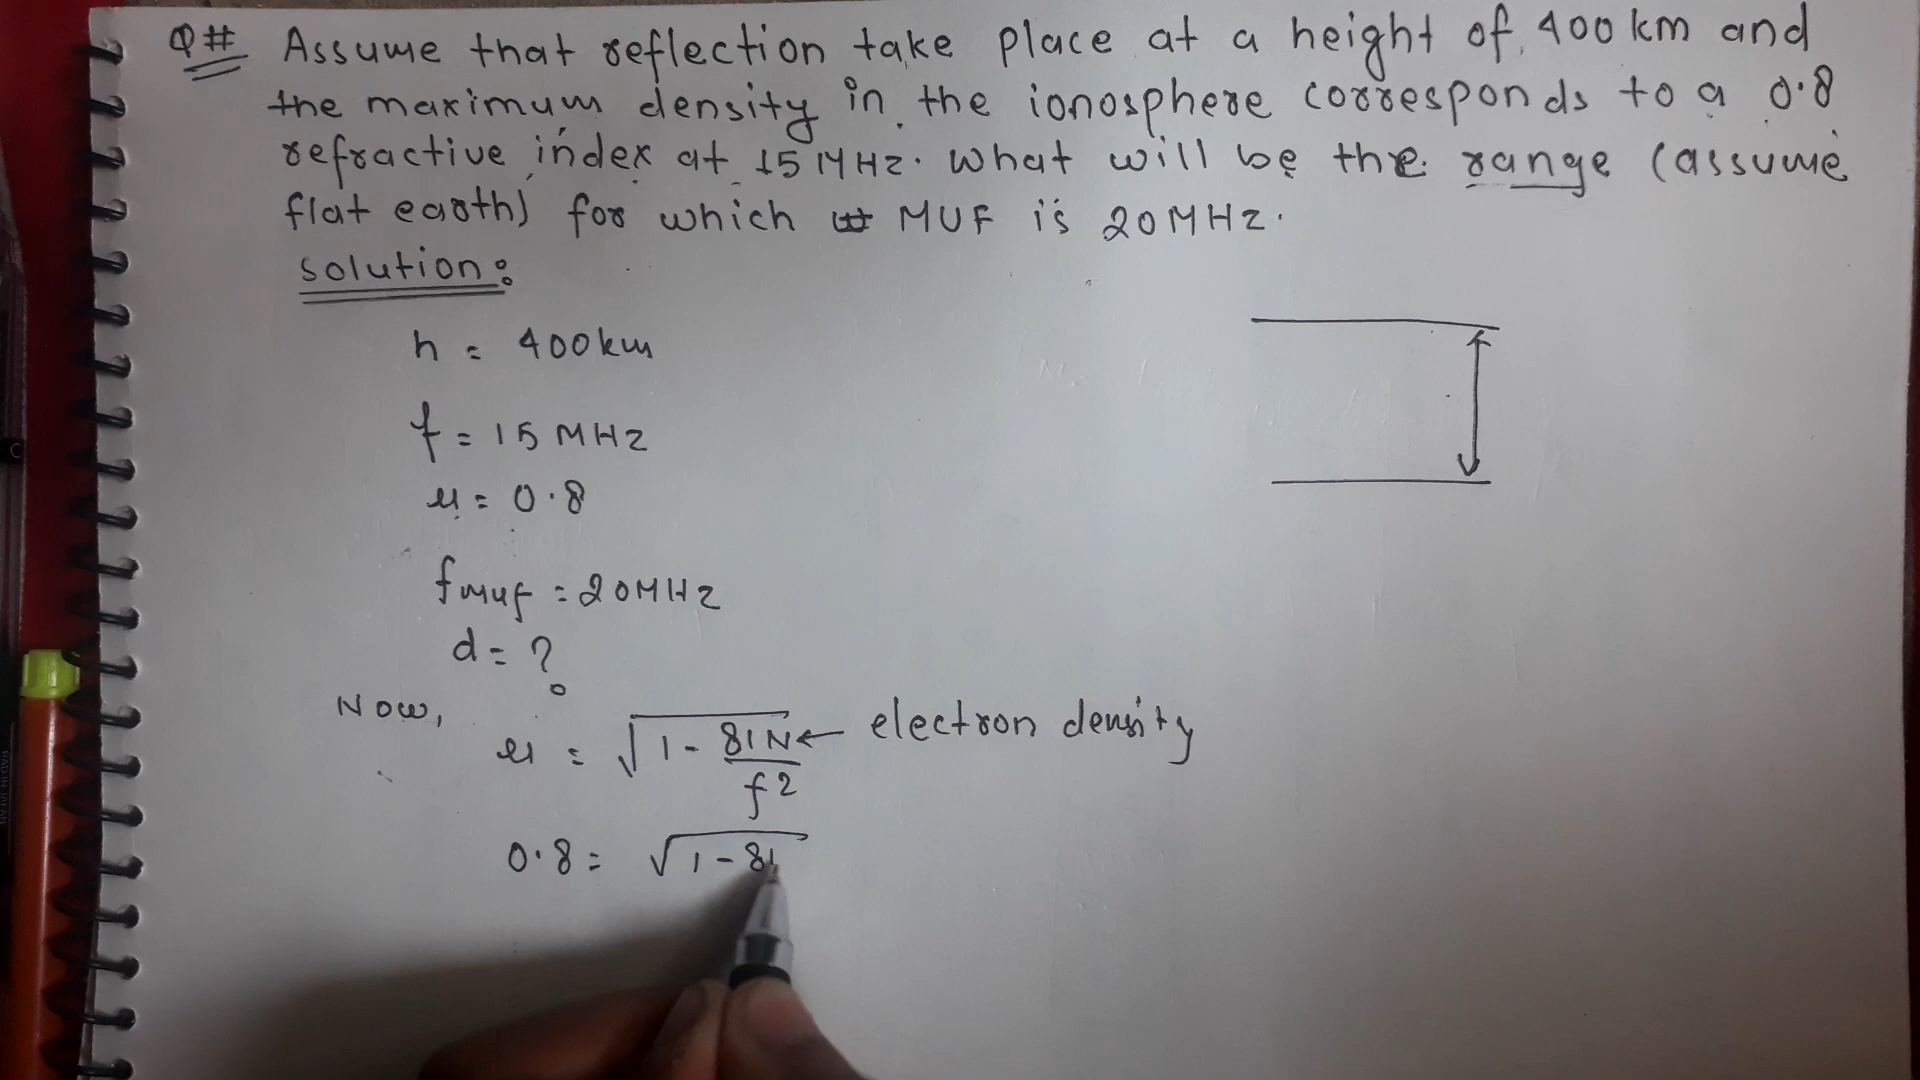 Q# Assume that reflection take place at a height of 400 km and
the maximum density in the ionosphere corresponds to a 0.8
refractive index at 15 MHz. What will be the range (assume
flat earth) for which MUF is 20 MHz.
solution:
h = 400 km
f = 15 MHz
μ = 0.8
fmuf = 20 MHz
d = ?
Now,
μ = √1 - 81N/f² ← electron density
0.8 = √1 - 81